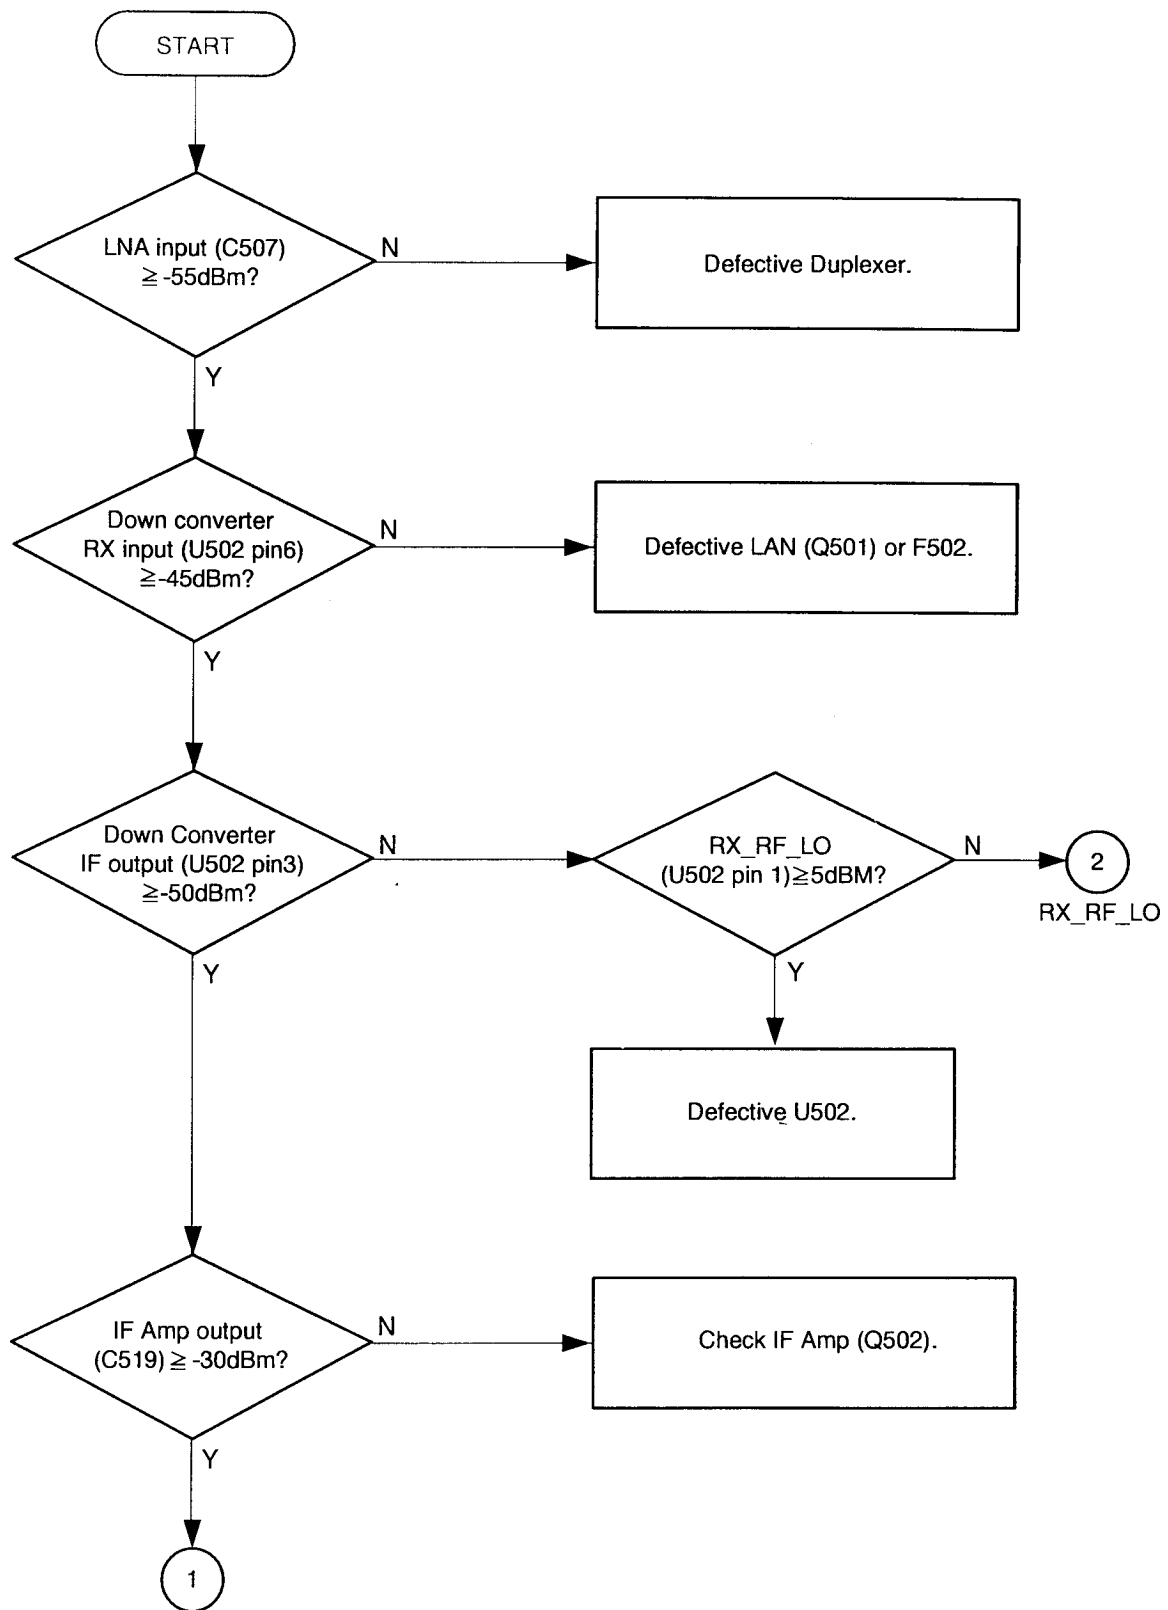 START
LNA input (C507)
≧ -55dBm?
N
Defective Duplexer.
Y
Down converter
RX input (U502 pin6)
≧-45dBm?
N
Defective LAN (Q501) or F502.
Y
Down Converter
IF output (U502 pin3)
≧-50dBm?
N
RX_RF_LO
(U502 pin 1)≧5dBM?
N
2
RX_RF_LO
Y
Y
Defective U502.
IF Amp output
(C519) ≧ -30dBm?
N
Check IF Amp (Q502).
Y
1